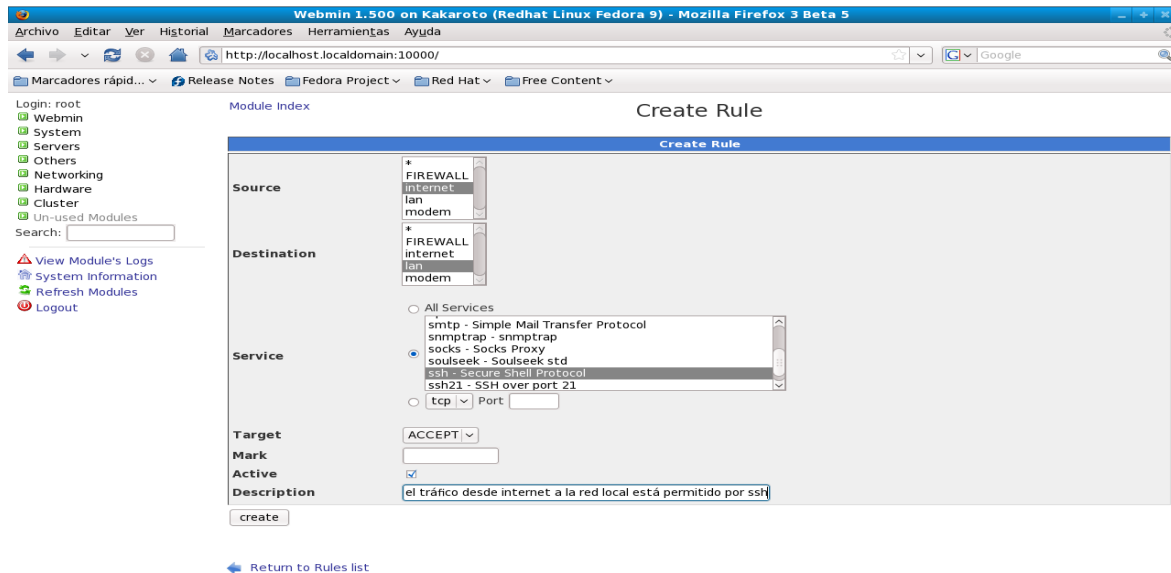 Webmin 1.500 on Kakaroto (Redhat Linux Fedora 9) - Mozilla Firefox 3 Beta 5
Archivo Editar Ver Historial Marcadores Herramientas Ayuda
http://localhost.localdomain:10000/
G Google
Marcadores rápid... Release Notes Fedora Project Red Hat Free Content
Login: root
Webmin
System
Servers
Others
Networking
Hardware
Cluster
Un-used Modules
Search:
View Module's Logs
System Information
Refresh Modules
Logout
Module Index
Create Rule
Create Rule
Source
*
FIREWALL
internet
lan
modem
Destination
*
FIREWALL
internet
lan
modem
Service
All Services
smtp - Simple Mail Transfer Protocol
snmptrap - snmptrap
socks - Socks Proxy
soulseek - Soulseek std
ssh - Secure Shell Protocol
ssh21 - SSH over port 21
tcp Port
Target ACCEPT
Mark
Active
Description el tráfico desde internet a la red local está permitido por ssh
create
Return to Rules list